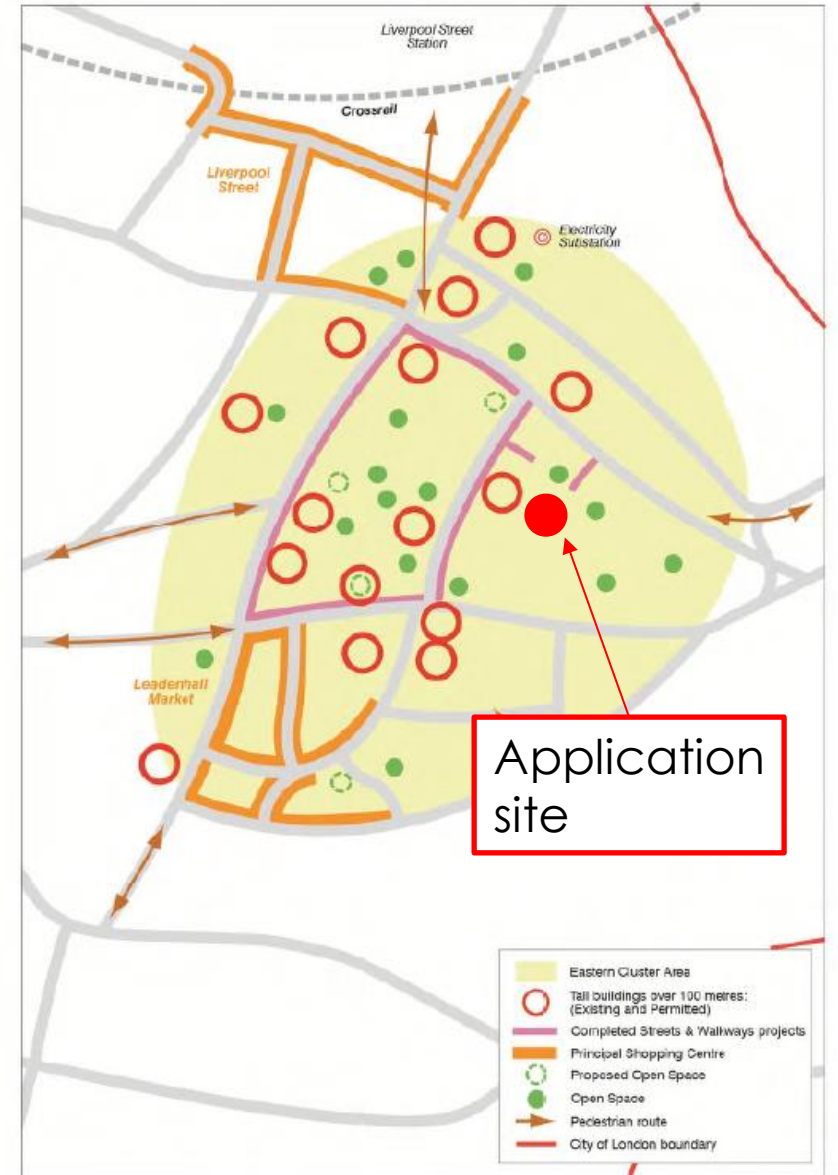 Liverpool Street
Station
Crossrail
Liverpool
Street
Electricity
Substation
Leadenhall
Market
Application
site
Eastern Cluster Area
Tall buildings over 100 metres:
(Existing and Permitted)
Completed Streets & Walkways projects
Principal Shopping Centre
Proposed Open Space
Open Space
Pedestrian route
City of London boundary